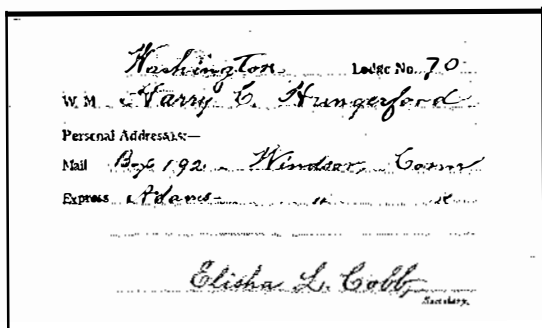 Washington Lodge No. 70
W. M. Harry C. Hungerford
Personal Addresses:—
Mail Box 192 - Windsor, Conn
Express Adams - " "
Elisha L. Cobb
Secretary.